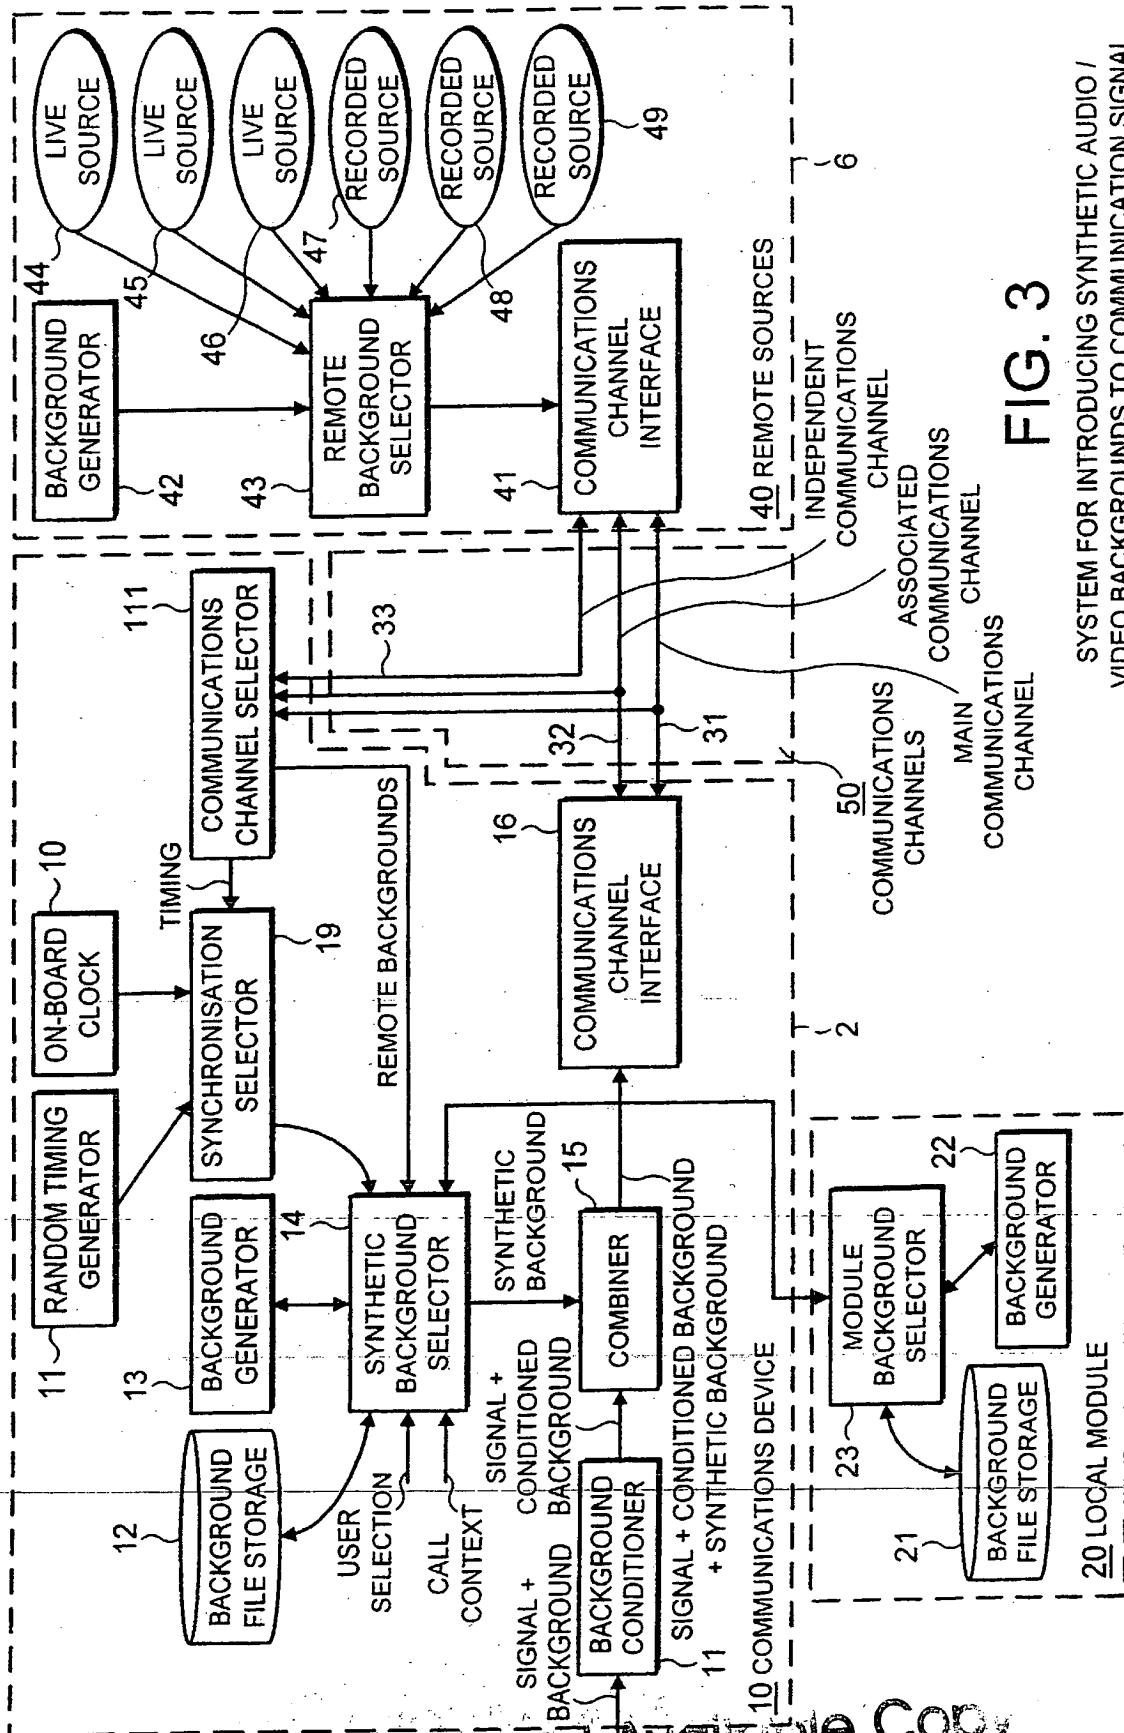 BACKGROUND
FILE STORAGE
12
BACKGROUND
GENERATOR
13
RANDOM TIMING
GENERATOR
11
ON-BOARD
CLOCK
10
SYNCHRONISATION
SELECTOR
19
TIMING
COMMUNICATIONS
CHANNEL SELECTOR
111
USER
SELECTION
CALL
CONTEXT
SYNTHETIC
BACKGROUND
SELECTOR
14
REMOTE BACKGROUNDS
SYNTHETIC
BACKGROUND
SIGNAL +
BACKGROUND
BACKGROUND
CONDITIONER
11
SIGNAL +
CONDITIONED
BACKGROUND
COMBINER
15
SIGNAL + CONDITIONED BACKGROUND
+ SYNTHETIC BACKGROUND
COMMUNICATIONS
CHANNEL
INTERFACE
16
10 COMMUNICATIONS DEVICE
2
33
32
31
50
COMMUNICATIONS
CHANNELS
MAIN
COMMUNICATIONS
CHANNEL
ASSOCIATED
COMMUNICATIONS
CHANNEL
INDEPENDENT
COMMUNICATIONS
CHANNEL
BACKGROUND
GENERATOR
42
LIVE
SOURCE
44
LIVE
SOURCE
45
LIVE
SOURCE
46
RECORDED
SOURCE
47
RECORDED
SOURCE
48
RECORDED
SOURCE
49
REMOTE
BACKGROUND
SELECTOR
43
COMMUNICATIONS
CHANNEL
INTERFACE
41
40 REMOTE SOURCES
6
MODULE
BACKGROUND
SELECTOR
23
BACKGROUND
GENERATOR
22
BACKGROUND
FILE STORAGE
21
20 LOCAL MODULE
FIG. 3
SYSTEM FOR INTRODUCING SYNTHETIC AUDIO /
VIDEO BACKGROUNDS TO COMMUNICATION SIGNAL
Copy